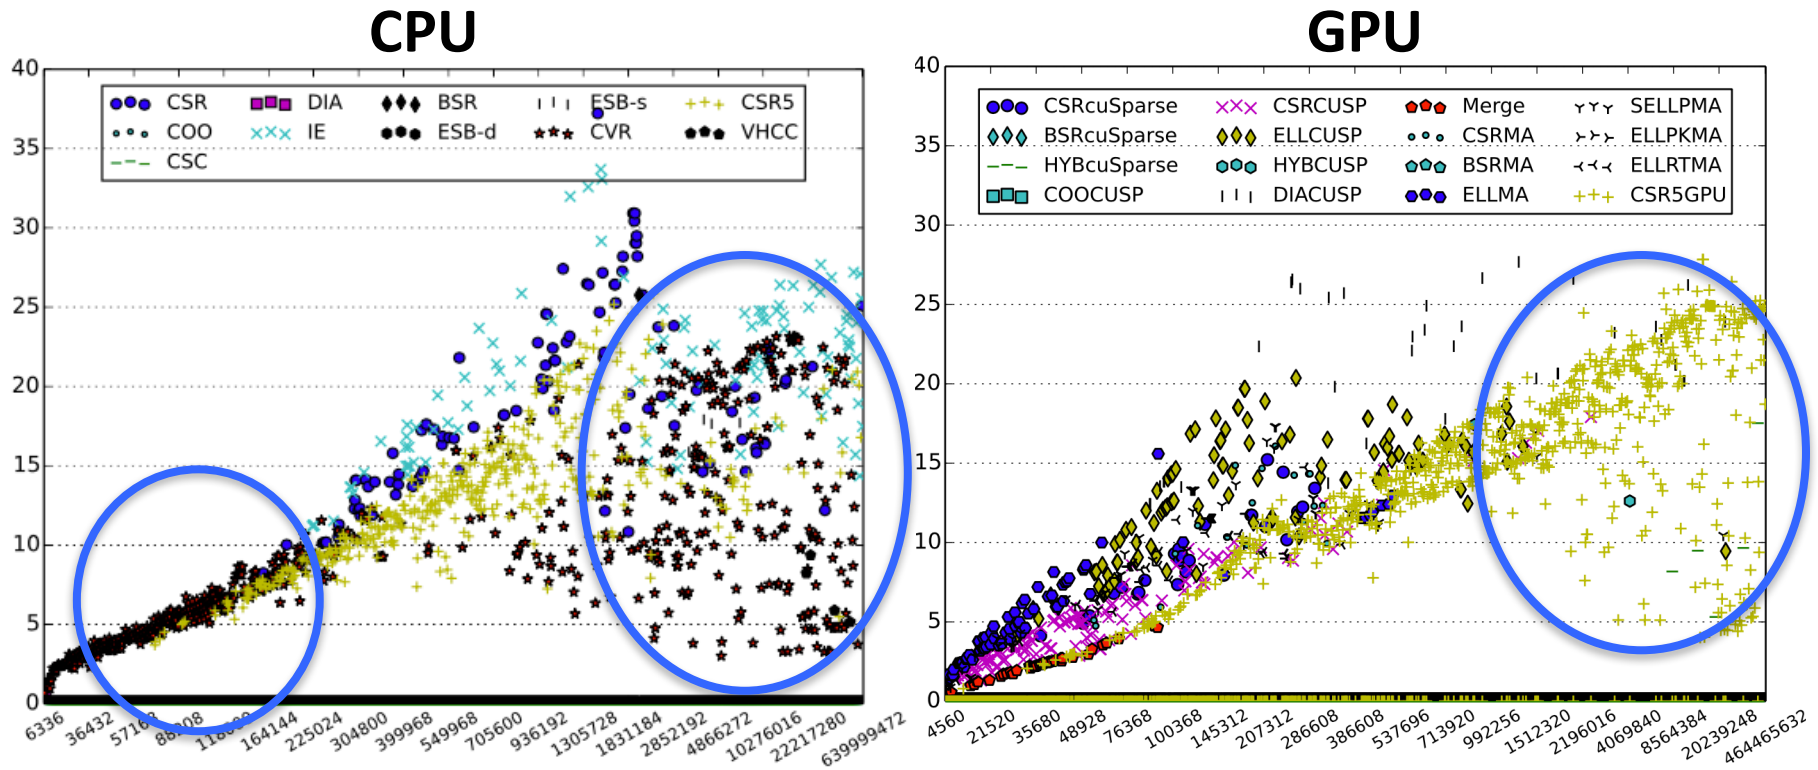 CPU
GPU
40
35
30
25
20
15
10
5
0
CSR DIA BSR ESB-s CSR5
COO IE ESB-d CVR VHCC
CSC
6336 36432 57168 118080 164144 225024 304800 399968 549968 705600 936192 1305728 1831184 2852192 4866272 10276016 22217280 639999472
40
35
30
25
20
15
10
5
0
CSRcuSparse CSRCUSP Merge SELLPMA
BSRcuSparse ELLCUSP CSRMA ELLPKMA
HYBcuSparse HYBCUSP BSRMA ELLRTMA
COOCUSP DIACUSP ELLMA CSR5GPU
4560 21520 35680 48928 76368 100368 145312 207312 286608 386608 537696 713920 992256 1512320 2196016 4069840 8564384 20239248 464465632